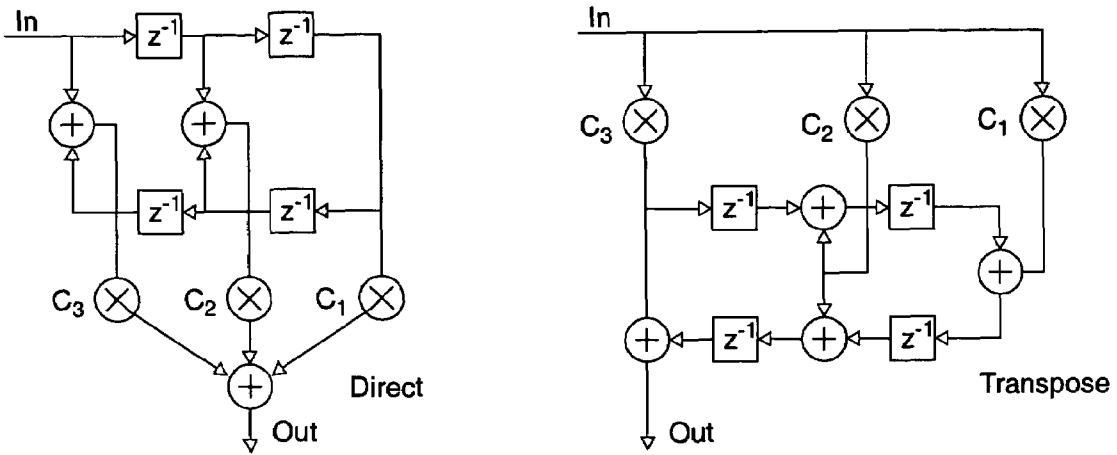 In
z⁻¹
z⁻¹
z⁻¹
z⁻¹
C₃
C₂
C₁
Direct
Out
In
C₃
C₂
C₁
z⁻¹
z⁻¹
z⁻¹
z⁻¹
Transpose
Out